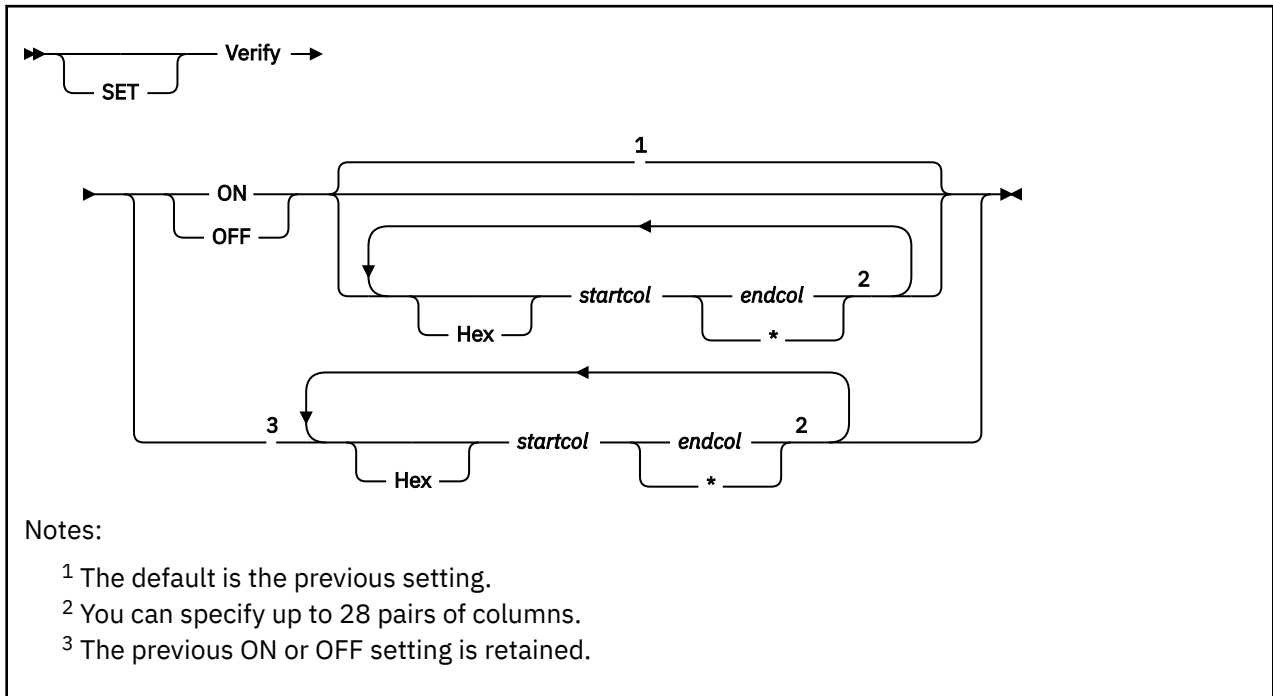 Verify
SET
1
ON
OFF
startcol endcol 2
Hex *
3 startcol endcol 2
Hex *
Notes:
1 The default is the previous setting.
2 You can specify up to 28 pairs of columns.
3 The previous ON or OFF setting is retained.